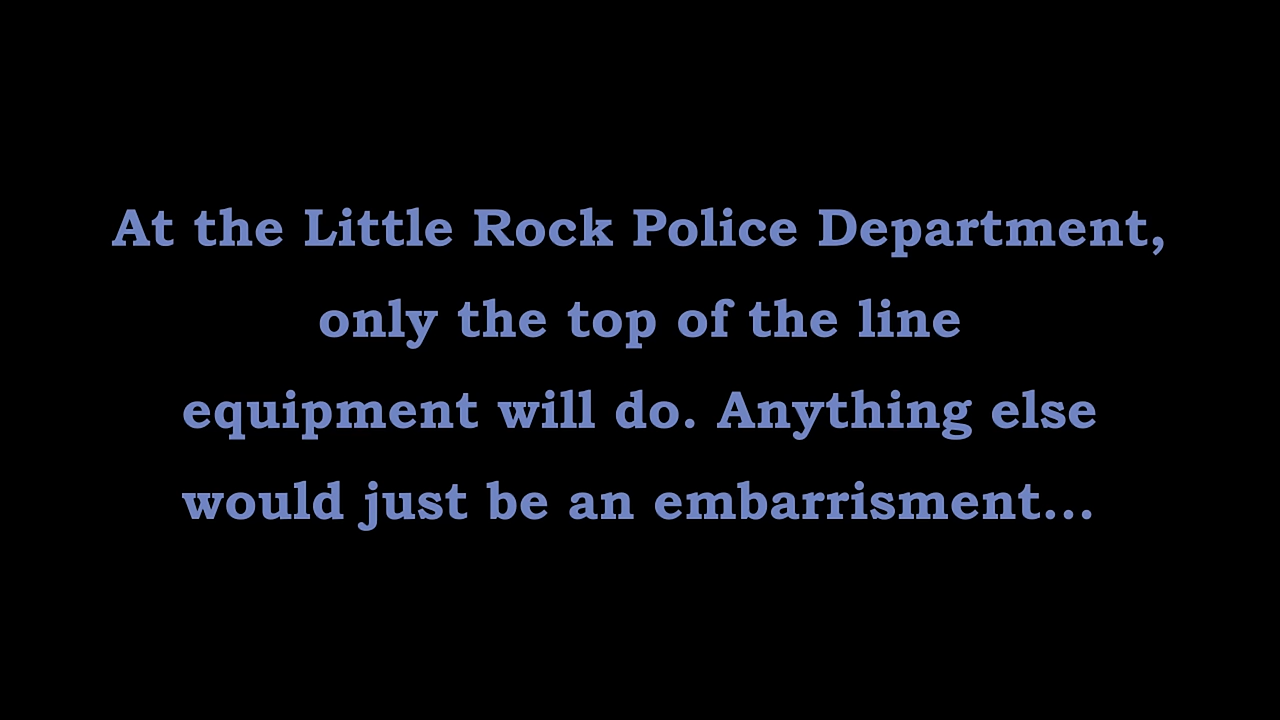 At the Little Rock Police Department,
only the top of the line
equipment will do. Anything else
would just be an embarrisment...